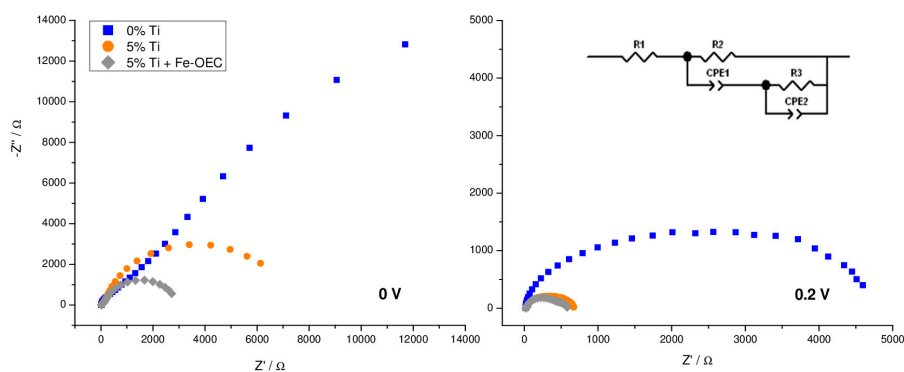 14000
12000
10000
8000
6000
4000
2000
0
-Z" / Ω
0% Ti
5% Ti
5% Ti + Fe-OEC
0 V
0 2000 4000 6000 8000 10000 12000 14000
Z' / Ω
5000
4000
3000
2000
1000
0
R1 R2
CPE1 R3
CPE2
0.2 V
0 1000 2000 3000 4000 5000
Z' / Ω